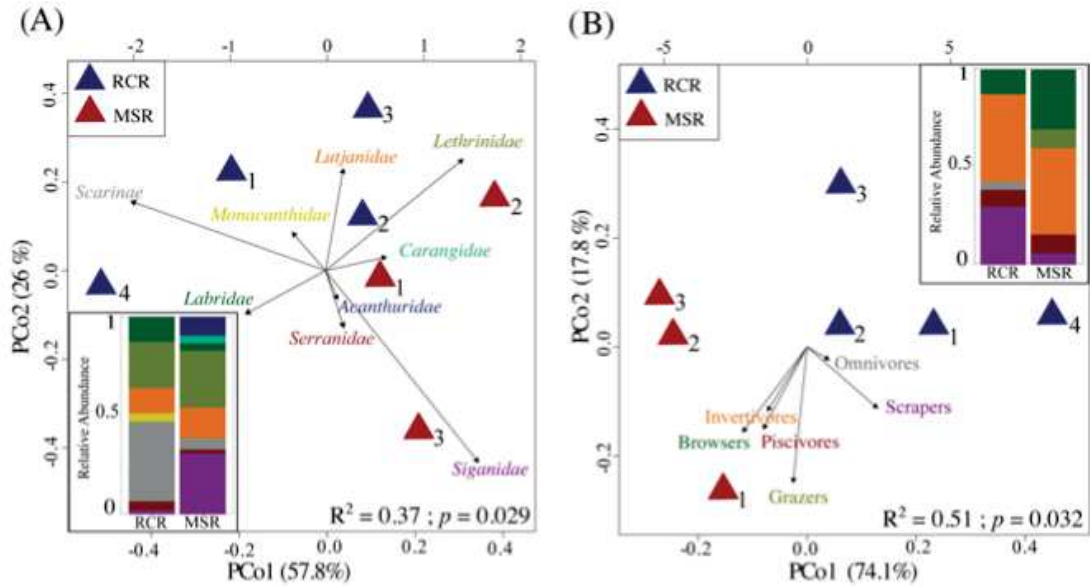 (A)
-2 -1 0 1 2
RCR
MSR
0.4
0.2
0.0
-0.2
-0.4
PCo2 (26 %)
3
Lethrinidae
Lutjanidae
1
Scarinae
2
Monacanthidae
2
Carangidae
1
4
Labridae
Acanthuridae
Serranidae
3
Siganidae
Relative Abundance
1
0.5
0
RCR MSR
R² = 0.37 ; p = 0.029
-0.4 -0.2 0.0 0.2 0.4
PCo1 (57.8%)
(B)
-5 0 5
RCR
MSR
0.4
0.2
0.0
-0.2
PCo2 (17.8 %)
Relative Abundance
1
0.5
0
RCR MSR
3
3
2
2
1
4
Omnivores
Scrapers
Invertivores
Browsers
Piscivores
1
Grazers
R² = 0.51 ; p = 0.032
-0.2 0.0 0.2 0.4
PCo1 (74.1%)